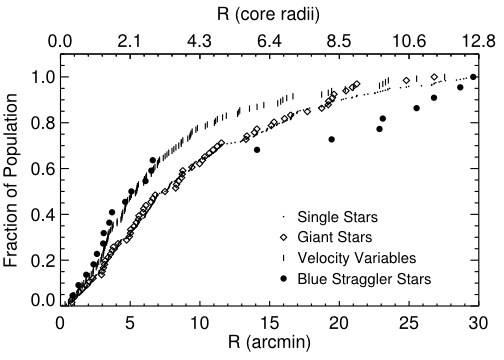 R (core radii)
0.0 2.1 4.3 6.4 8.5 10.6 12.8
1.0
0.8
0.6
0.4
0.2
0.0
Fraction of Population
Single Stars
Giant Stars
Velocity Variables
Blue Straggler Stars
0 5 10 15 20 25 30
R (arcmin)